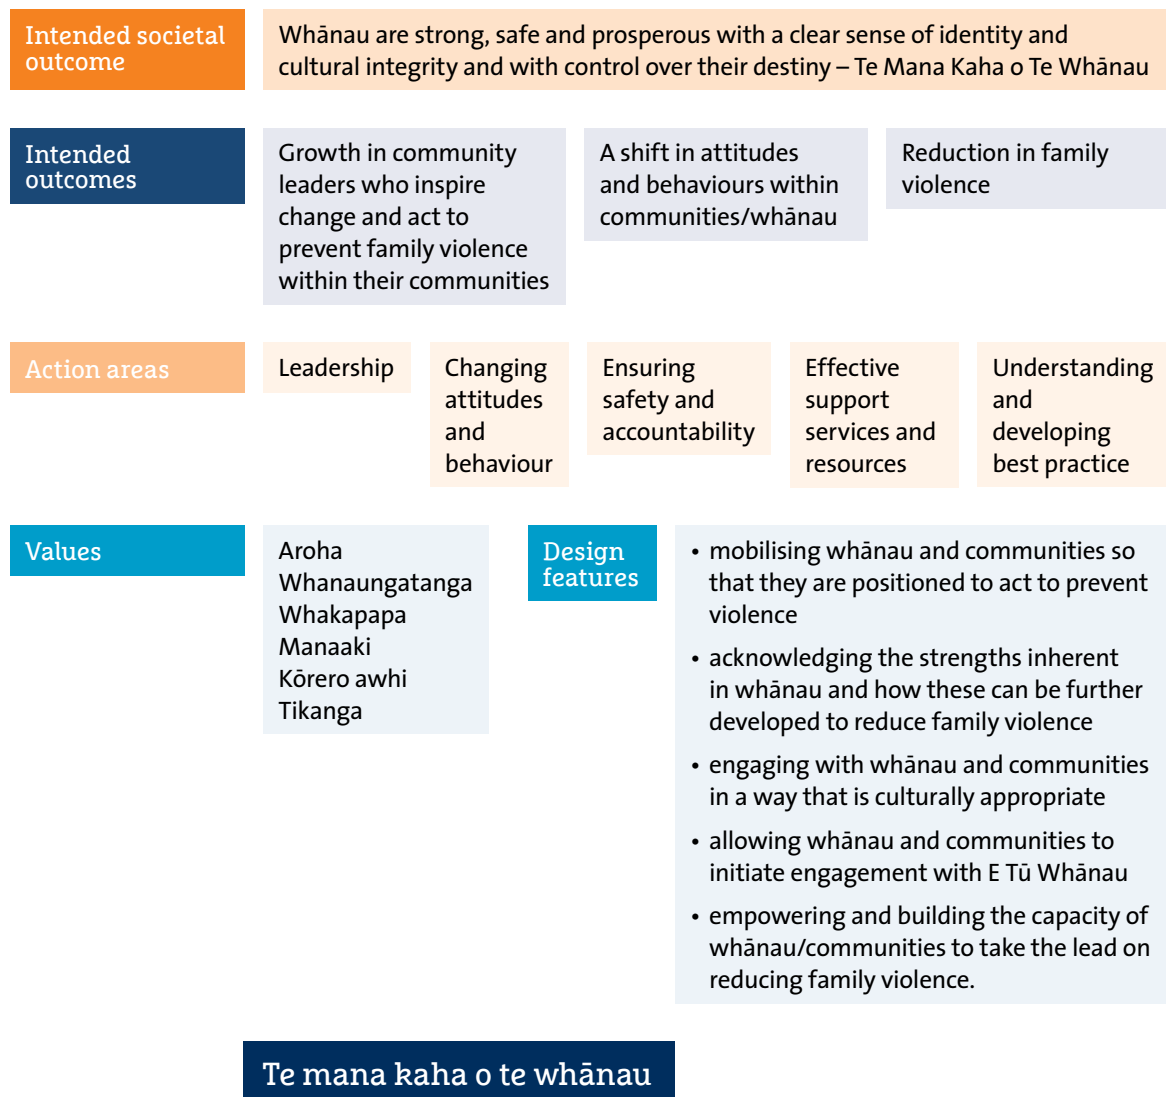 Intended societal
outcome
Whānau are strong, safe and prosperous with a clear sense of identity and
cultural integrity and with control over their destiny – Te Mana Kaha o Te Whānau
Intended
outcomes
Growth in community
leaders who inspire
change and act to
prevent family violence
within their communities
A shift in attitudes
and behaviours within
communities/whānau
Reduction in family
violence
Action areas
Leadership
Changing
attitudes
and
behaviour
Ensuring
safety and
accountability
Effective
support
services and
resources
Understanding
and
developing
best practice
Values
Aroha
Whanaungatanga
Whakapapa
Manaaki
Kōrero awhi
Tikanga
Design
features
• mobilising whānau and communities so
that they are positioned to act to prevent
violence
• acknowledging the strengths inherent
in whānau and how these can be further
developed to reduce family violence
• engaging with whānau and communities
in a way that is culturally appropriate
• allowing whānau and communities to
initiate engagement with E Tū Whānau
• empowering and building the capacity of
whānau/communities to take the lead on
reducing family violence.
Te mana kaha o te whānau